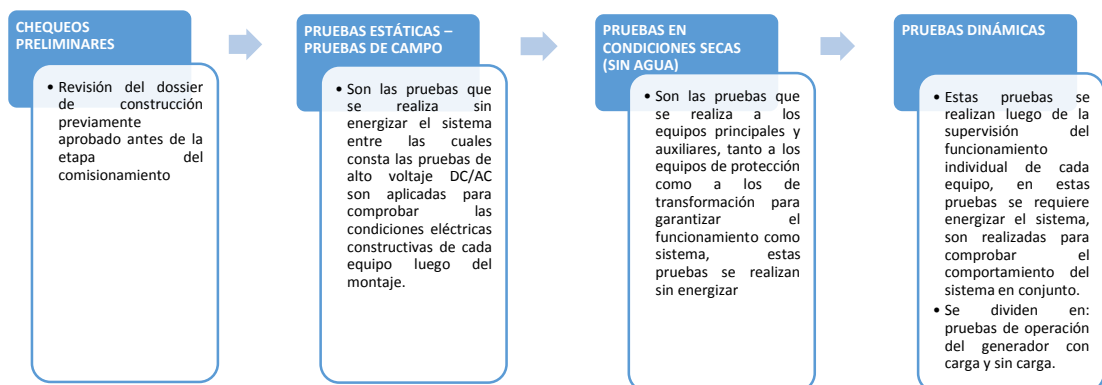 CHEQUEOS
PRELIMINARES
• Revisión del dossier
de construcción
previamente
aprobado antes de la
etapa del
comisionamiento
PRUEBAS ESTÁTICAS –
PRUEBAS DE CAMPO
• Son las pruebas que
se realiza sin
energizar el sistema
entre las cuales
consta las pruebas de
alto voltaje DC/AC
son aplicadas para
comprobar las
condiciones eléctricas
constructivas de cada
equipo luego del
montaje.
PRUEBAS EN
CONDICIONES SECAS
(SIN AGUA)
• Son las pruebas que
se realiza a los
equipos principales y
auxiliares, tanto a los
equipos de protección
como a los de
transformación para
garantizar el
funcionamiento como
sistema, estas
pruebas se realizan
sin energizar
PRUEBAS DINÁMICAS
• Estas pruebas se
realizan luego de la
supervisión del
funcionamiento
individual de cada
equipo, en estas
pruebas se requiere
energizar el sistema,
son realizadas para
comprobar el
comportamiento del
sistema en conjunto.
• Se dividen en:
pruebas de operación
del generador con
carga y sin carga.